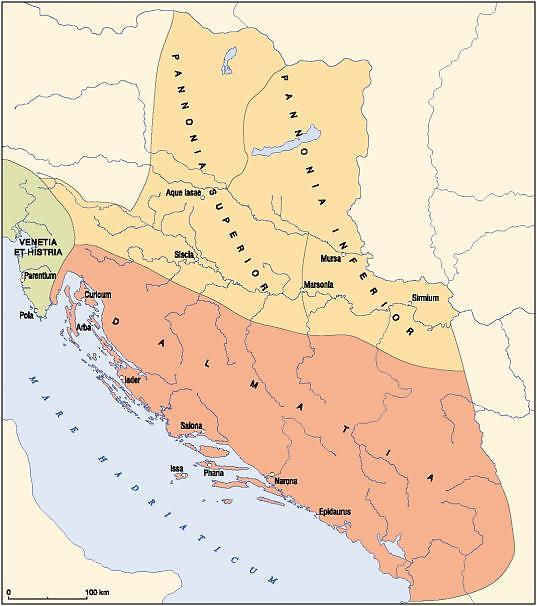 PANNONIA SUPERIOR
PANNONIA INFERIOR
Aque Iasae
VENETIA
ET HISTRIA
Siscia
Mursa
Parentium
Marsonia
Sirmium
Curicum
Pola
Arba
DALMATIA
Iader
MARE HADRIATICUM
Salona
Issa
Pharia
Narona
Epidaurus
0 100 km